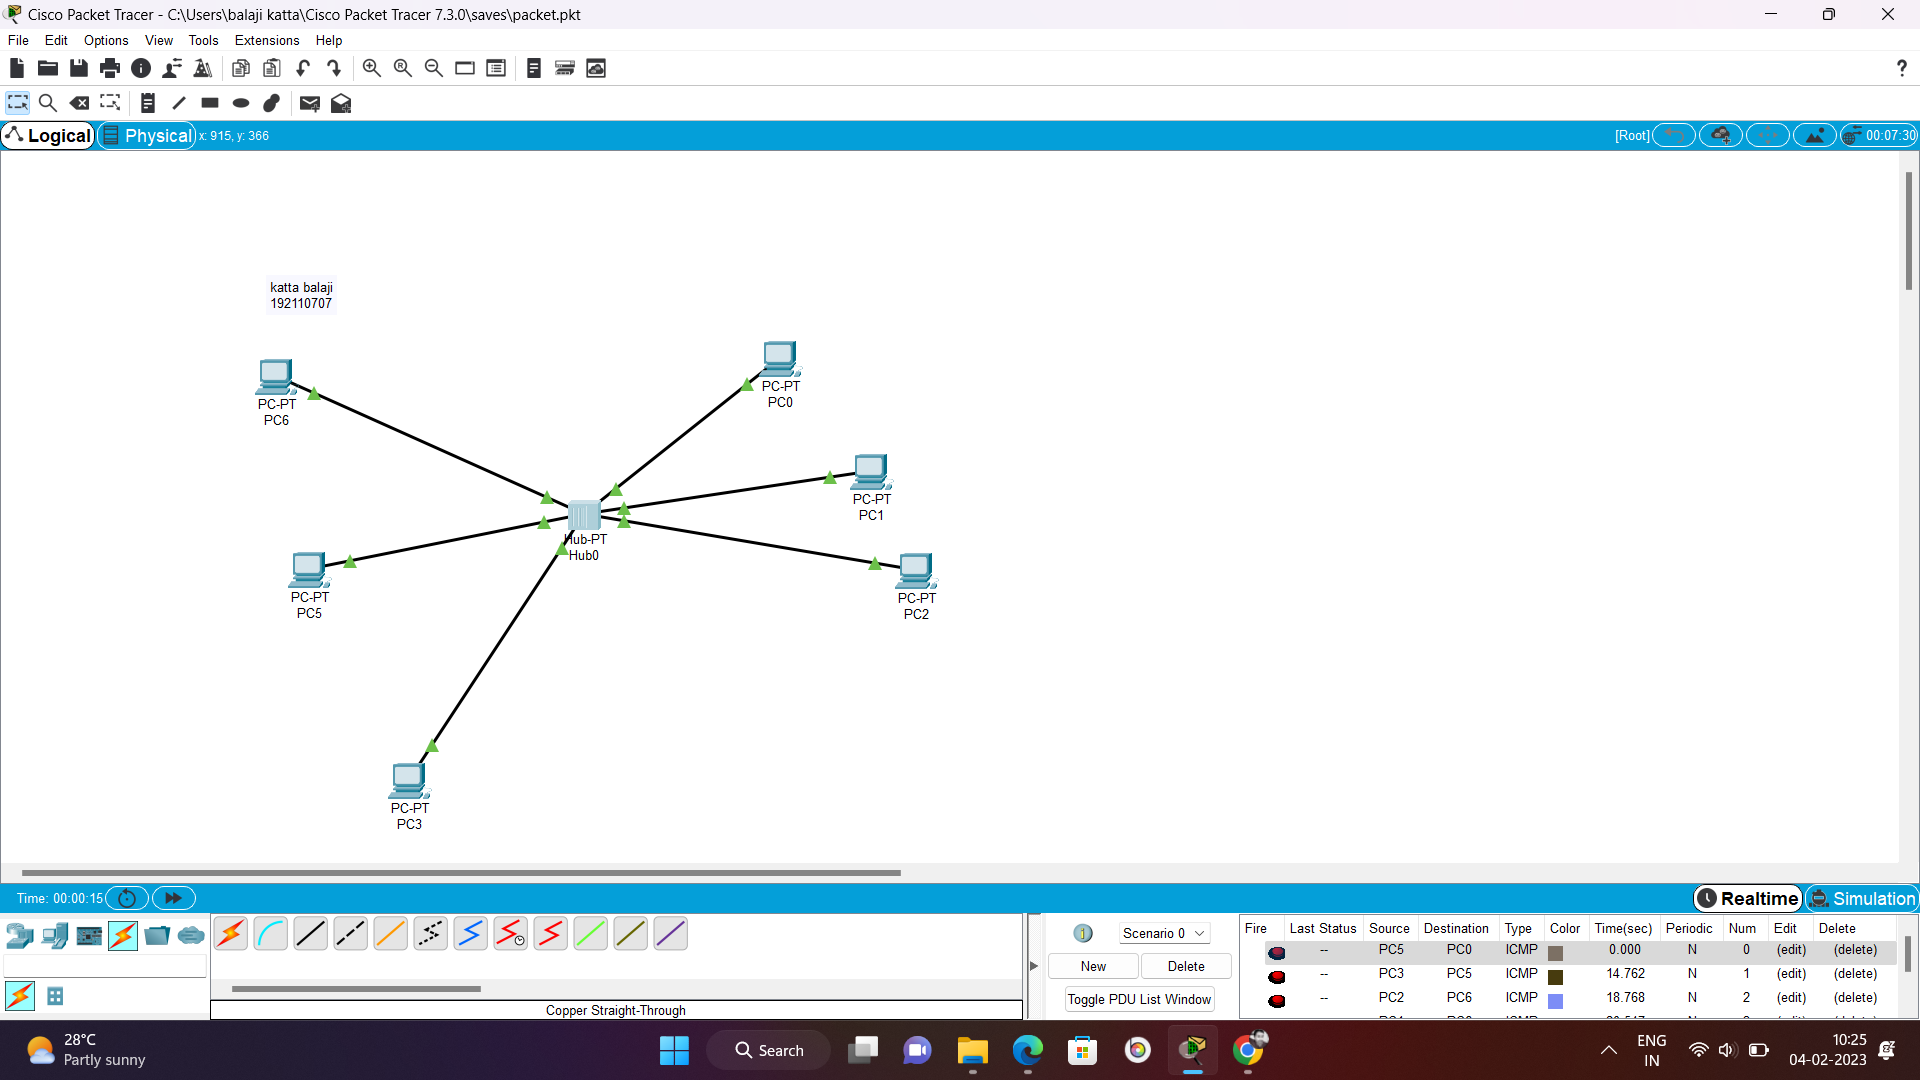 Cisco Packet Tracer - C:\Users\balaji katta\Cisco Packet Tracer 7.3.0\saves\packet.pkt
File Edit Options View Tools Extensions Help
?
Logical Physical x: 915, y: 366 [Root] 00:07:30
katta balaji
192110707
PC-PT
PC6
PC-PT
PC0
PC-PT
PC1
Hub-PT
Hub0
PC-PT
PC5
PC-PT
PC2
PC-PT
PC3
Time: 00:00:15 Realtime Simulation
Scenario 0
New Delete
Toggle PDU List Window
Copper Straight-Through
Fire Last Status Source Destination Type Color Time(sec) Periodic Num Edit Delete
-- PC5 PC0 ICMP 0.000 N 0 (edit) (delete)
-- PC3 PC5 ICMP 14.762 N 1 (edit) (delete)
-- PC2 PC6 ICMP 18.768 N 2 (edit) (delete)
28°C
Partly sunny
Search
ENG
IN
10:25
04-02-2023